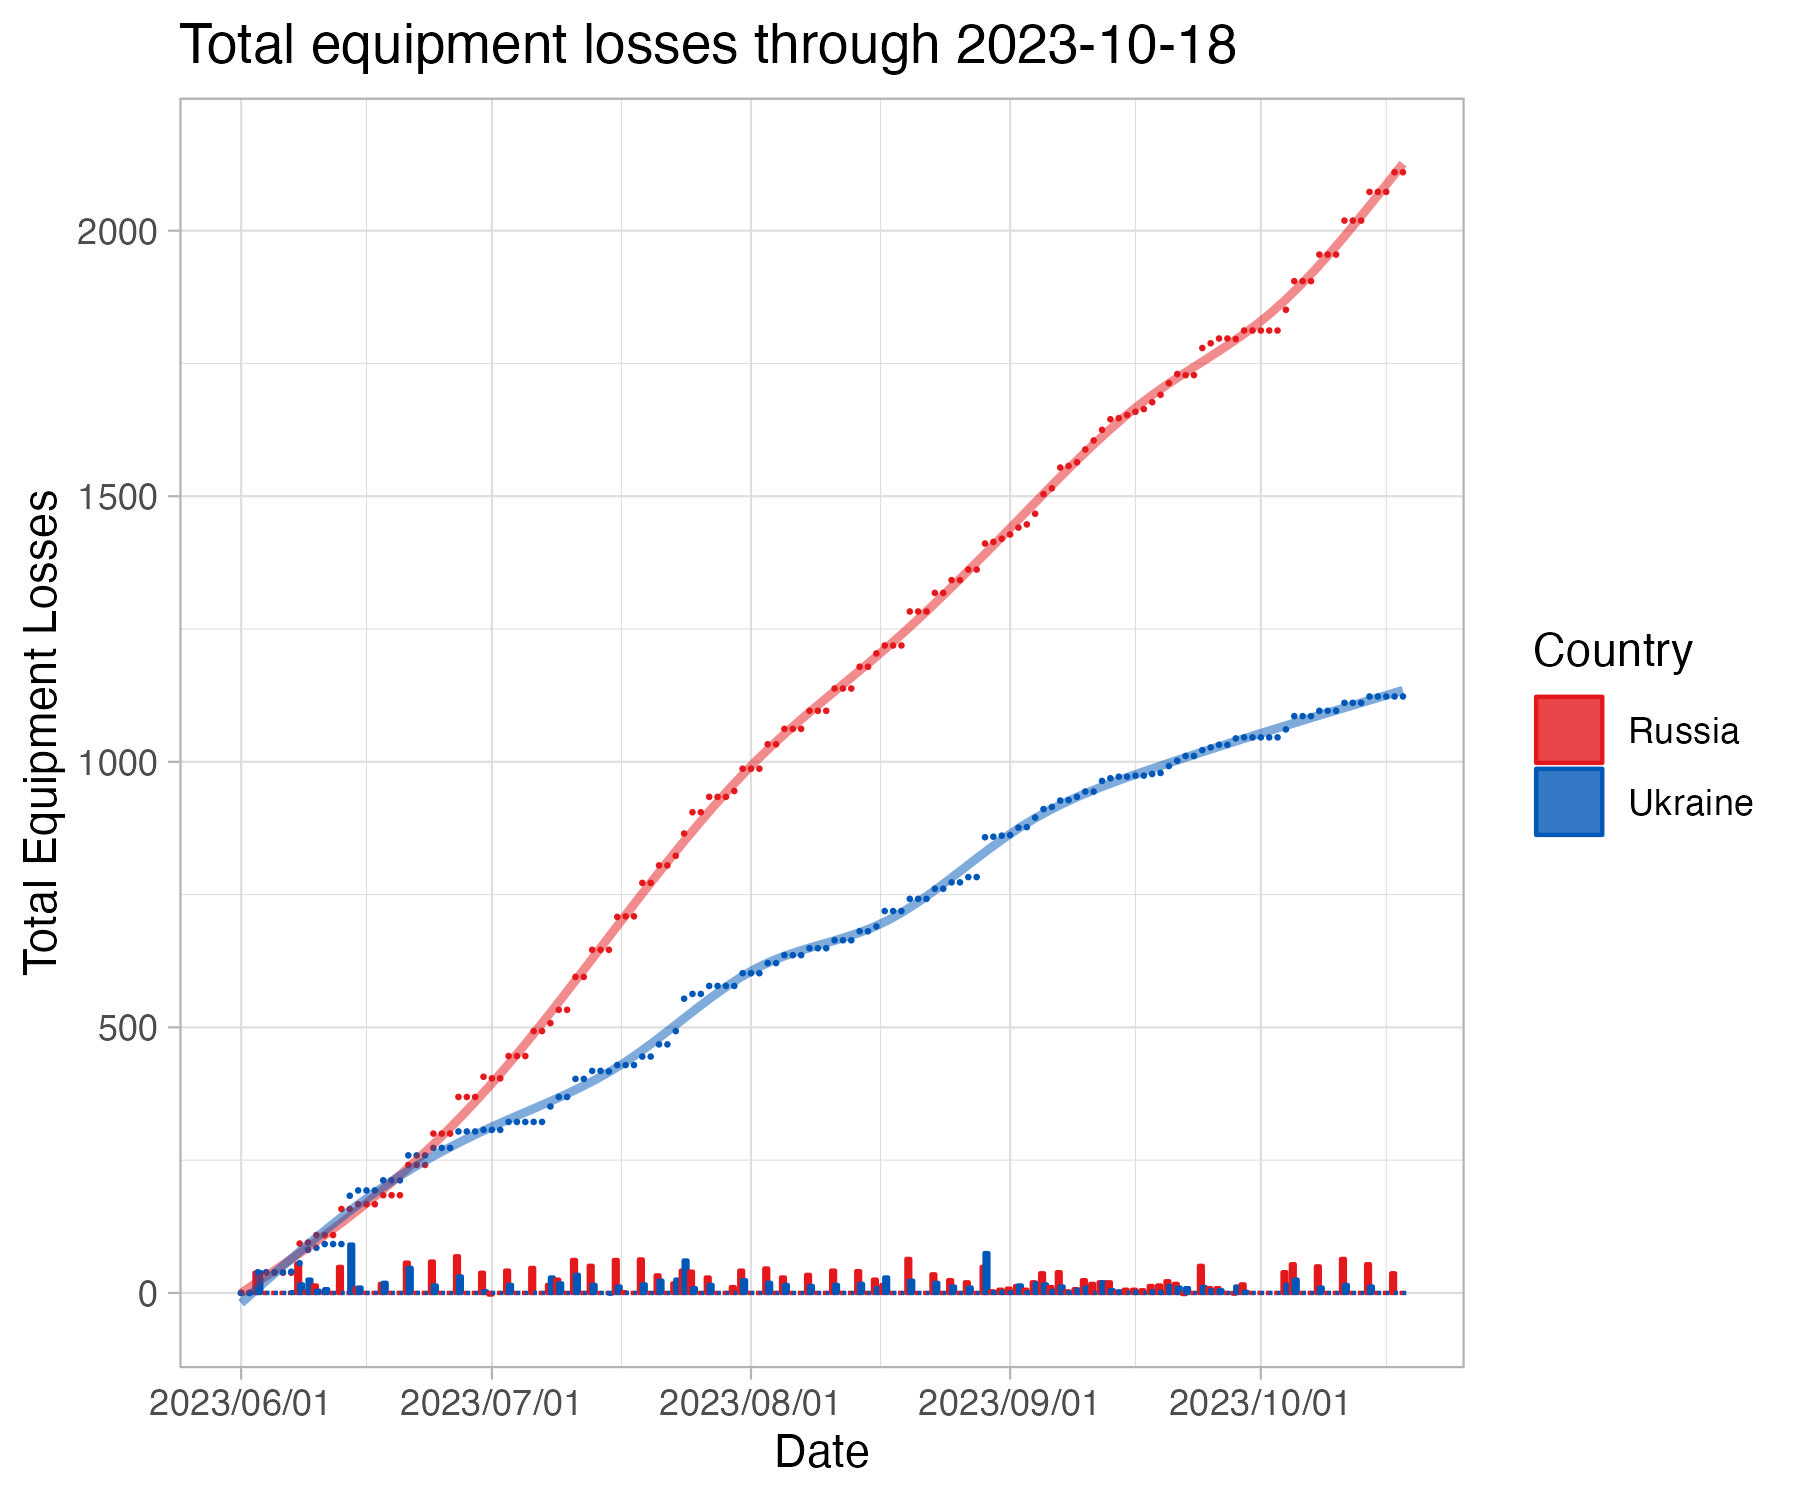 Total equipment losses through 2023-10-18
Total Equipment Losses
2000
1500
1000
500
0
2023/06/01
2023/07/01
2023/08/01
2023/09/01
2023/10/01
Date
Country
Russia
Ukraine